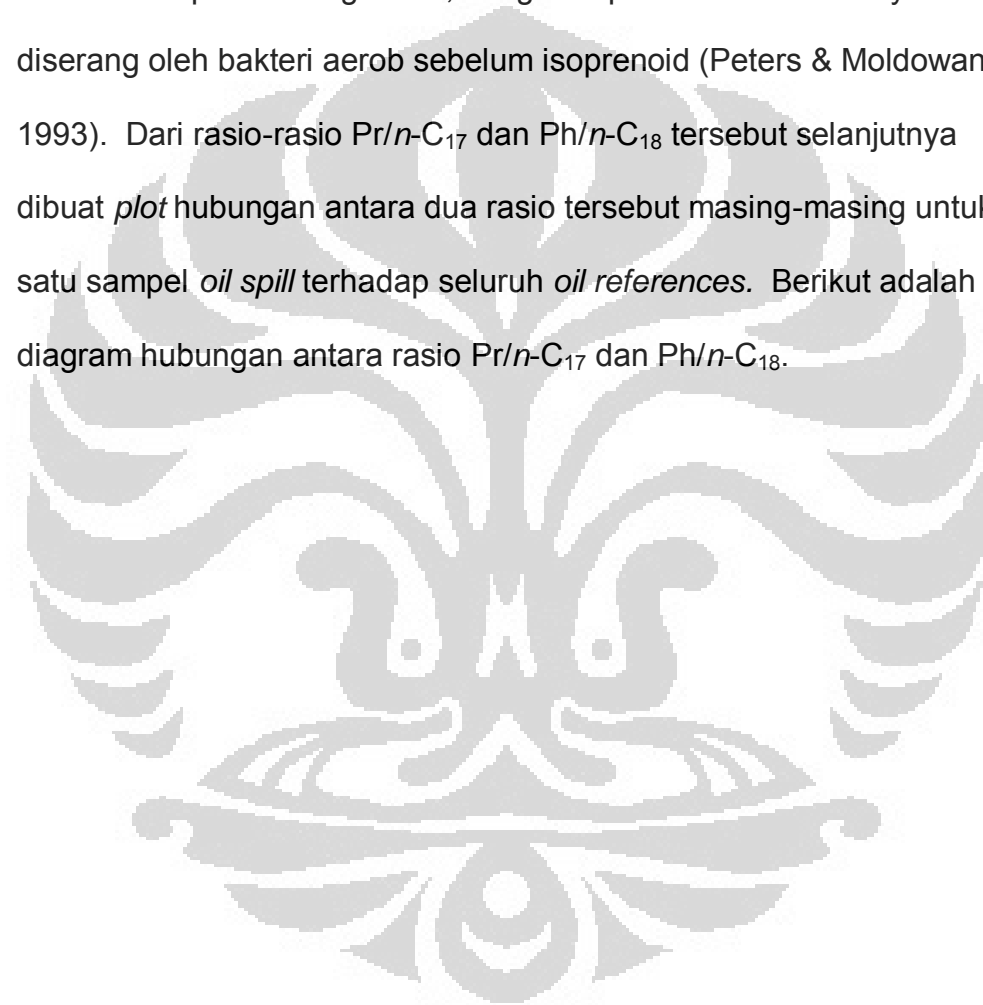 diserang oleh bakteri aerob sebelum isoprenoid (Peters & Moldowan
1993). Dari rasio-rasio Pr/n-C₁₇ dan Ph/n-C₁₈ tersebut selanjutnya
dibuat plot hubungan antara dua rasio tersebut masing-masing untuk
satu sampel oil spill terhadap seluruh oil references. Berikut adalah
diagram hubungan antara rasio Pr/n-C₁₇ dan Ph/n-C₁₈.